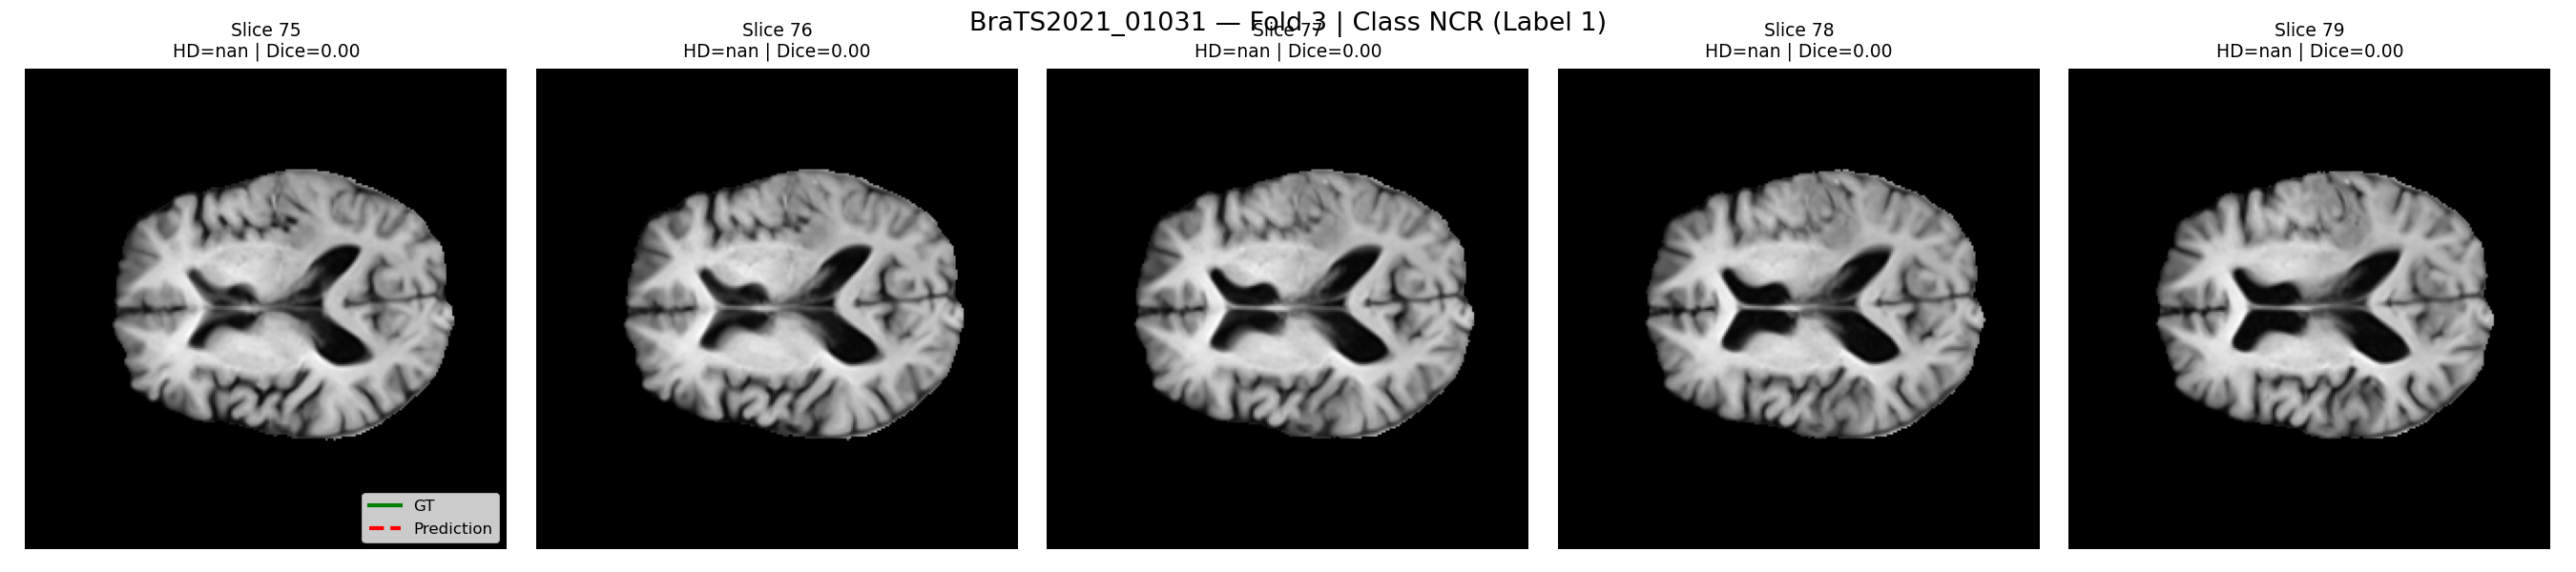 BraTS2021_01031 — Fold 3 | Class NCR (Label 1)
Slice 75
HD=nan | Dice=0.00
Slice 76
HD=nan | Dice=0.00
Slice 77
HD=nan | Dice=0.00
Slice 78
HD=nan | Dice=0.00
Slice 79
HD=nan | Dice=0.00
GT
Prediction